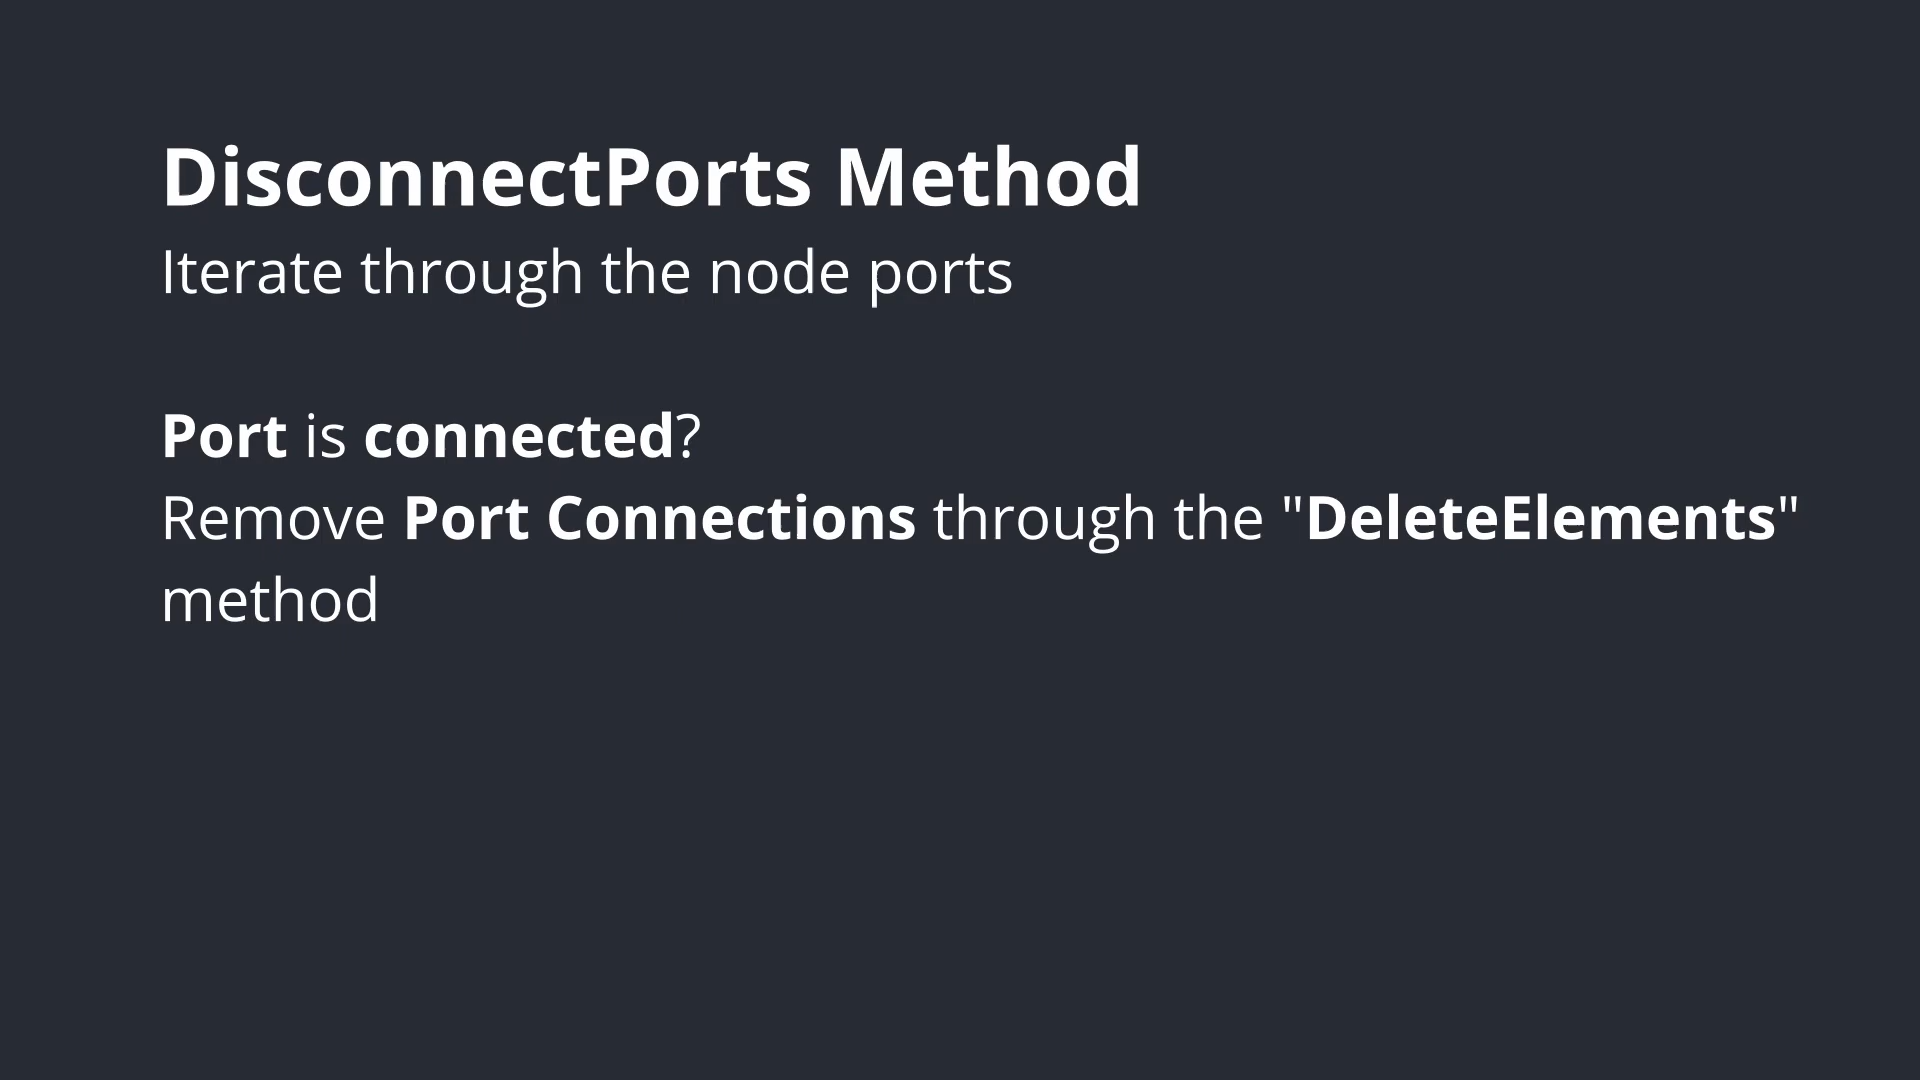 DisconnectPorts Method
Iterate through the node ports
Port is connected?
Remove Port Connections through the "DeleteElements"
method